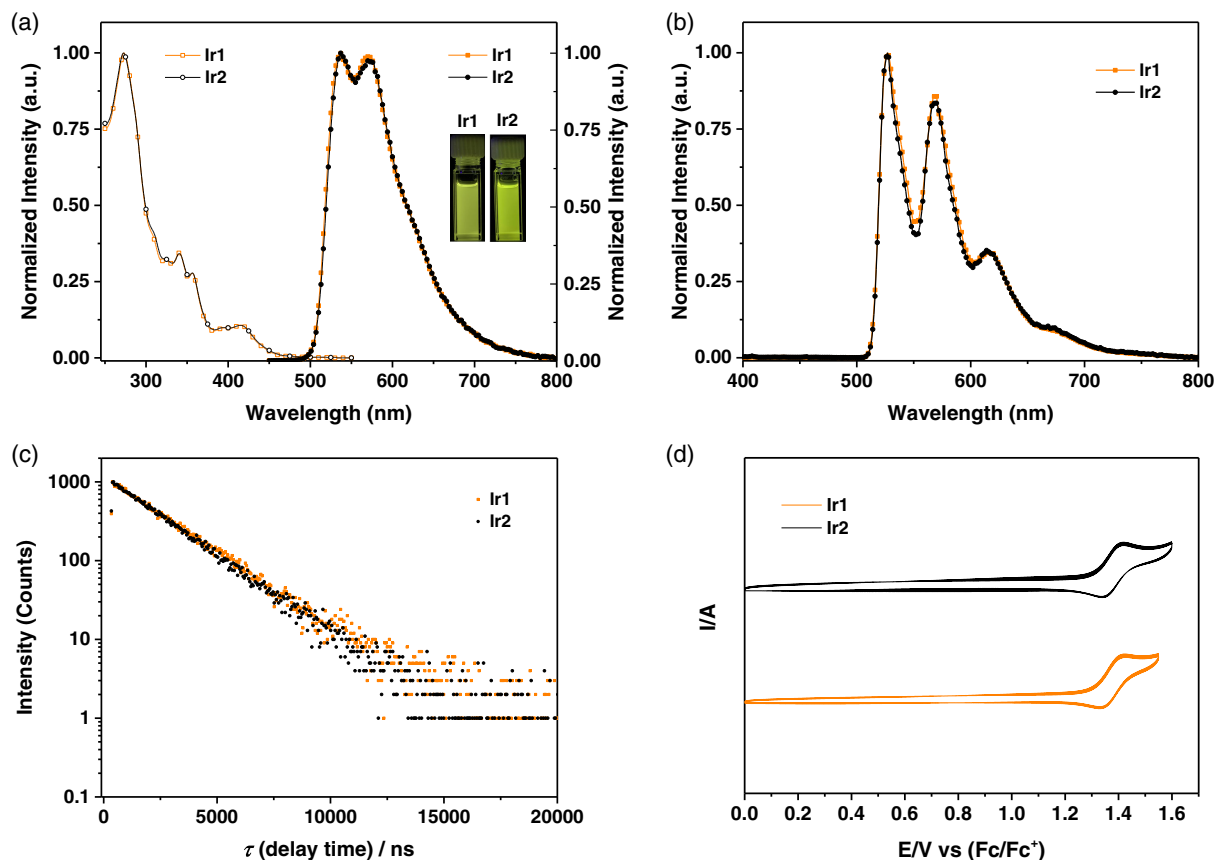 (a)
Normalized Intensity (a.u.)
1.00
0.75
0.50
0.25
0.00
Ir1
Ir2
Ir1
Ir2
Ir1 Ir2
1.00
0.75
0.50
0.25
0.00
Normalized Intensity (a.u.)
300 400 500 600 700 800
Wavelength (nm)
(b)
Normalized Intensity (a.u.)
1.00
0.75
0.50
0.25
0.00
Ir1
Ir2
400 500 600 700 800
Wavelength (nm)
(c)
Intensity (Counts)
1000
100
10
1
0.1
Ir1
Ir2
0 5000 10000 15000 20000
τ (delay time) / ns
(d)
I/A
Ir1
Ir2
0.0 0.2 0.4 0.6 0.8 1.0 1.2 1.4 1.6
E/V vs (Fc/Fc⁺)